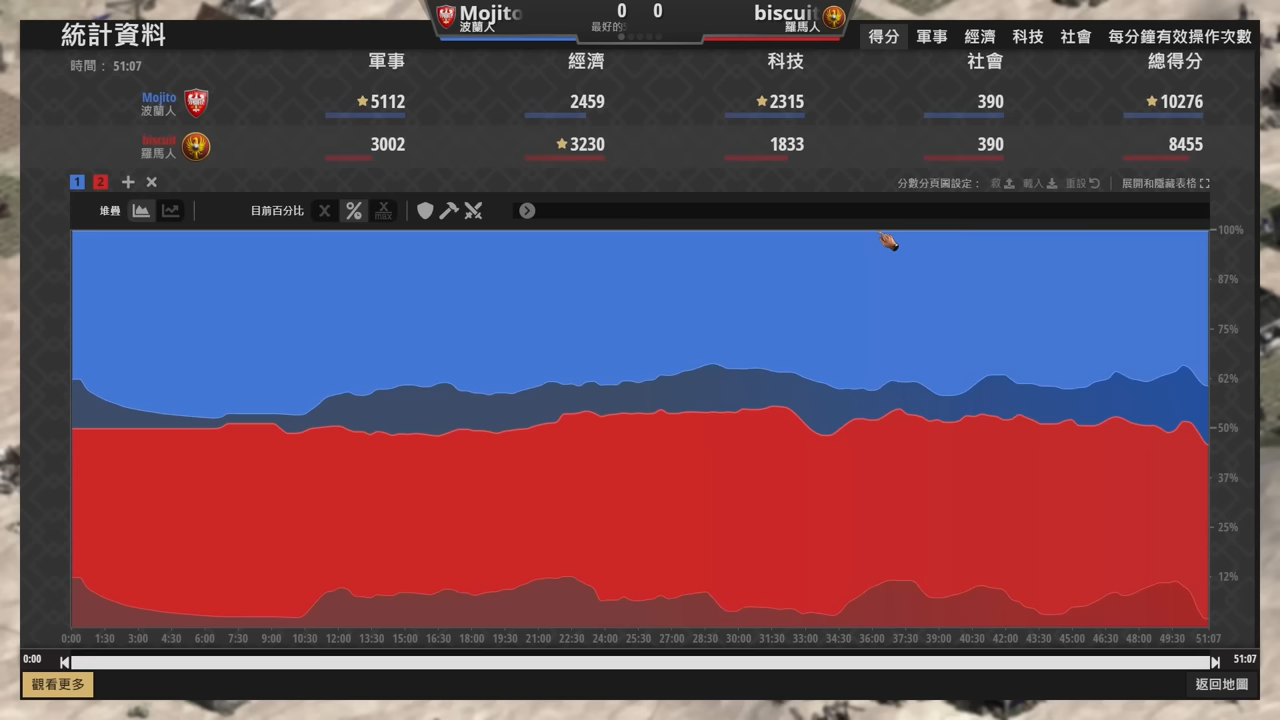 Mojito 0 0 biscuit
波蘭人 最好的 羅馬人
統計資料 得分 軍事 經濟 科技 社會 每分鐘有效操作次數
時間： 51:07 軍事 經濟 科技 社會 總得分
Mojito 5112 2459 2315 390 10276
波蘭人
biscuit 3002 3230 1833 390 8455
羅馬人
1 2 分數分頁圖設定： 載入 重設 展開和隱藏表格
堆疊 目前百分比 X % X max
100%
87%
75%
62%
50%
37%
25%
12%
0:00 1:30 3:00 4:30 6:00 7:30 9:00 10:30 12:00 13:30 15:00 16:30 18:00 19:30 21:00 22:30 24:00 25:30 27:00 28:30 30:00 31:30 33:00 34:30 36:00 37:30 39:00 40:30 42:00 43:30 45:00 46:30 48:00 49:30 51:07
0:00 51:07
觀看更多 返回地圖